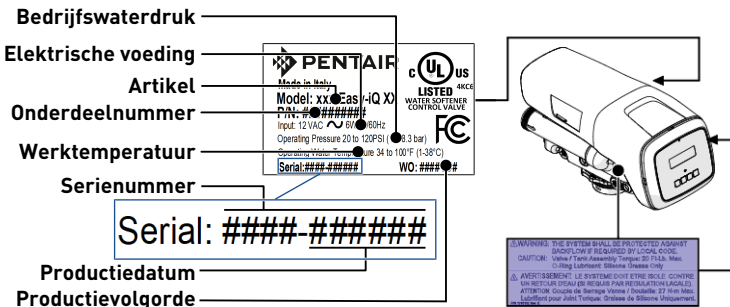 Bedrijfswaterdruk
Elektrische voeding
Artikel
Onderdeelnummer
Werktemperatuur
Serienummer
Productiedatum
Productievolgorde
PENTAIR
Made in Italy
Model: xx Easy-iQ XX
P/N: ##########
Input: 12 VAC 6W /60Hz
Operating Pressure 20 to 120PSI ( 8.3 bar)
Operating Water Temperature 34 to 100°F (1-38°C)
Serial:####-###### WO: ######
C UL US
LISTED 4KC6
WATER SOFTENER
CONTROL VALVE
FC
Serial: ####-######
WARNING: THE SYSTEM SHALL BE PROTECTED AGAINST
BACKFLOW IF REQUIRED BY LOCAL CODE.
CAUTION: Valve / Tank Assembly Torque: 20 Ft-Lb. Max.
O-Ring Lubricant: Silicone Grease Only
AVERTISSEMENT: LE SYSTEME DOIT ETRE ISOLE CONTRE
UN RETOUR D'EAU (SI REQUIS PAR REGULATION LACALE).
ATTENTION: Couple de Serrage Vanne / Bouteille: 27 N-m Max.
Lubrifiant pour Joint Torique: Graisse de Silicone Uniquement.